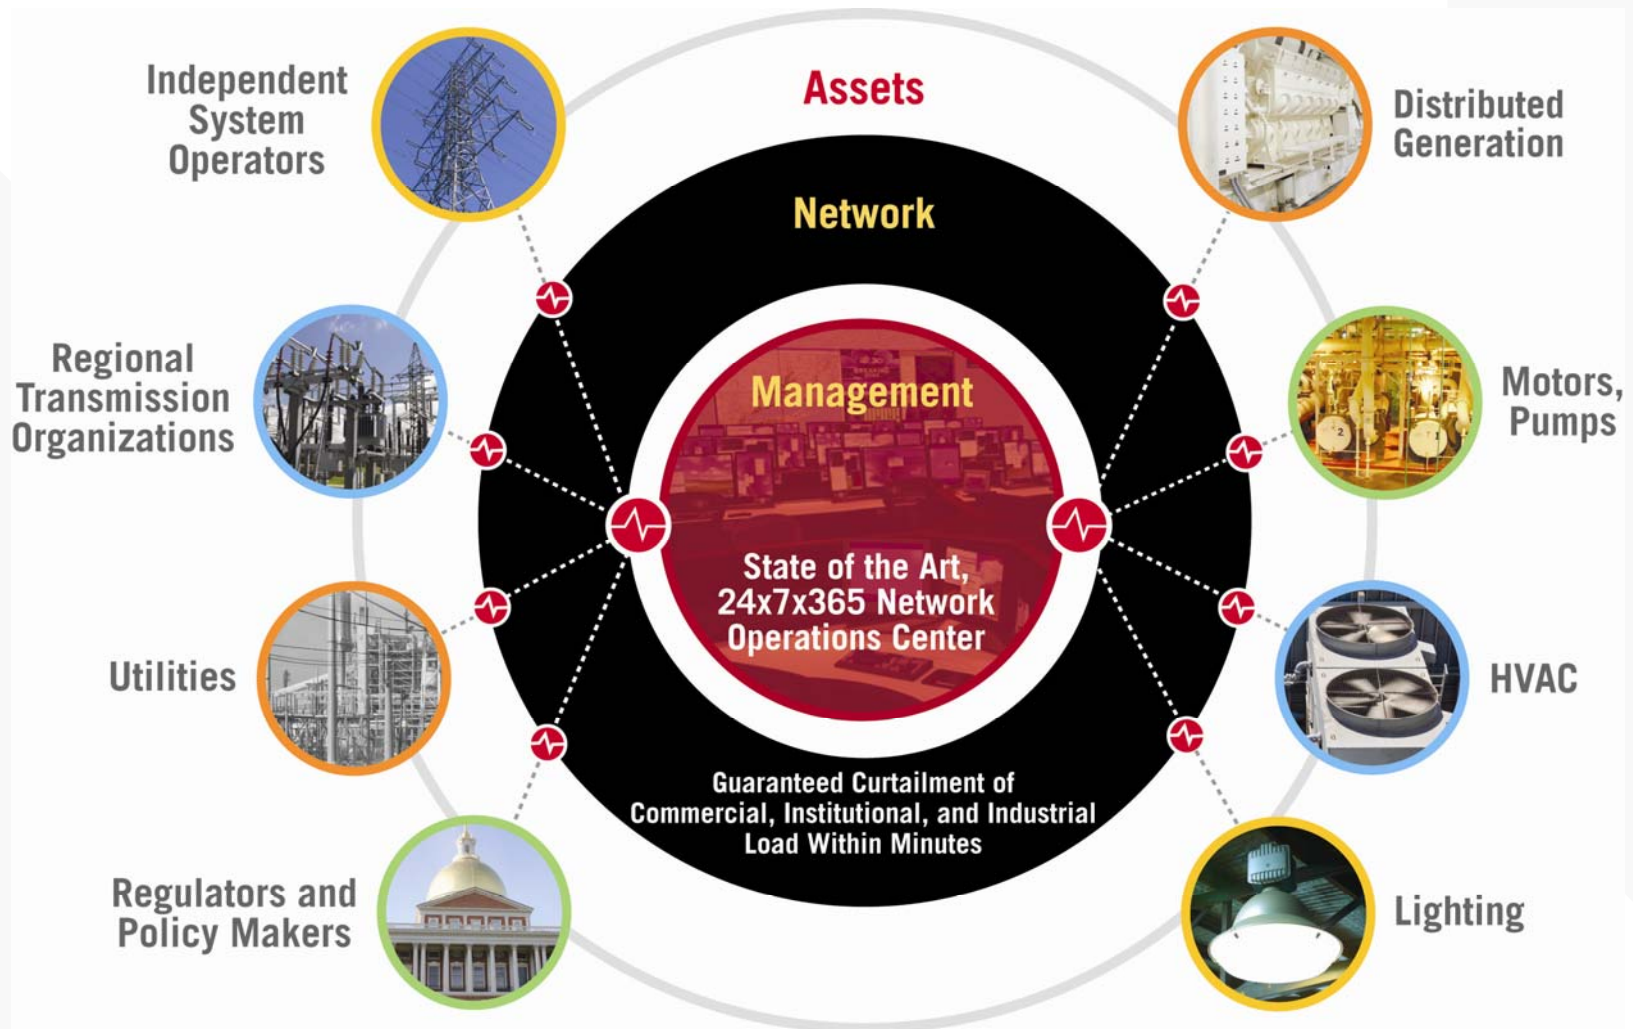 Assets
Network
Management
State of the Art,
24x7x365 Network
Operations Center
Guaranteed Curtailment of
Commercial, Institutional, and Industrial
Load Within Minutes
Independent
System
Operators
Regional
Transmission
Organizations
Utilities
Regulators and
Policy Makers
Distributed
Generation
Motors,
Pumps
HVAC
Lighting